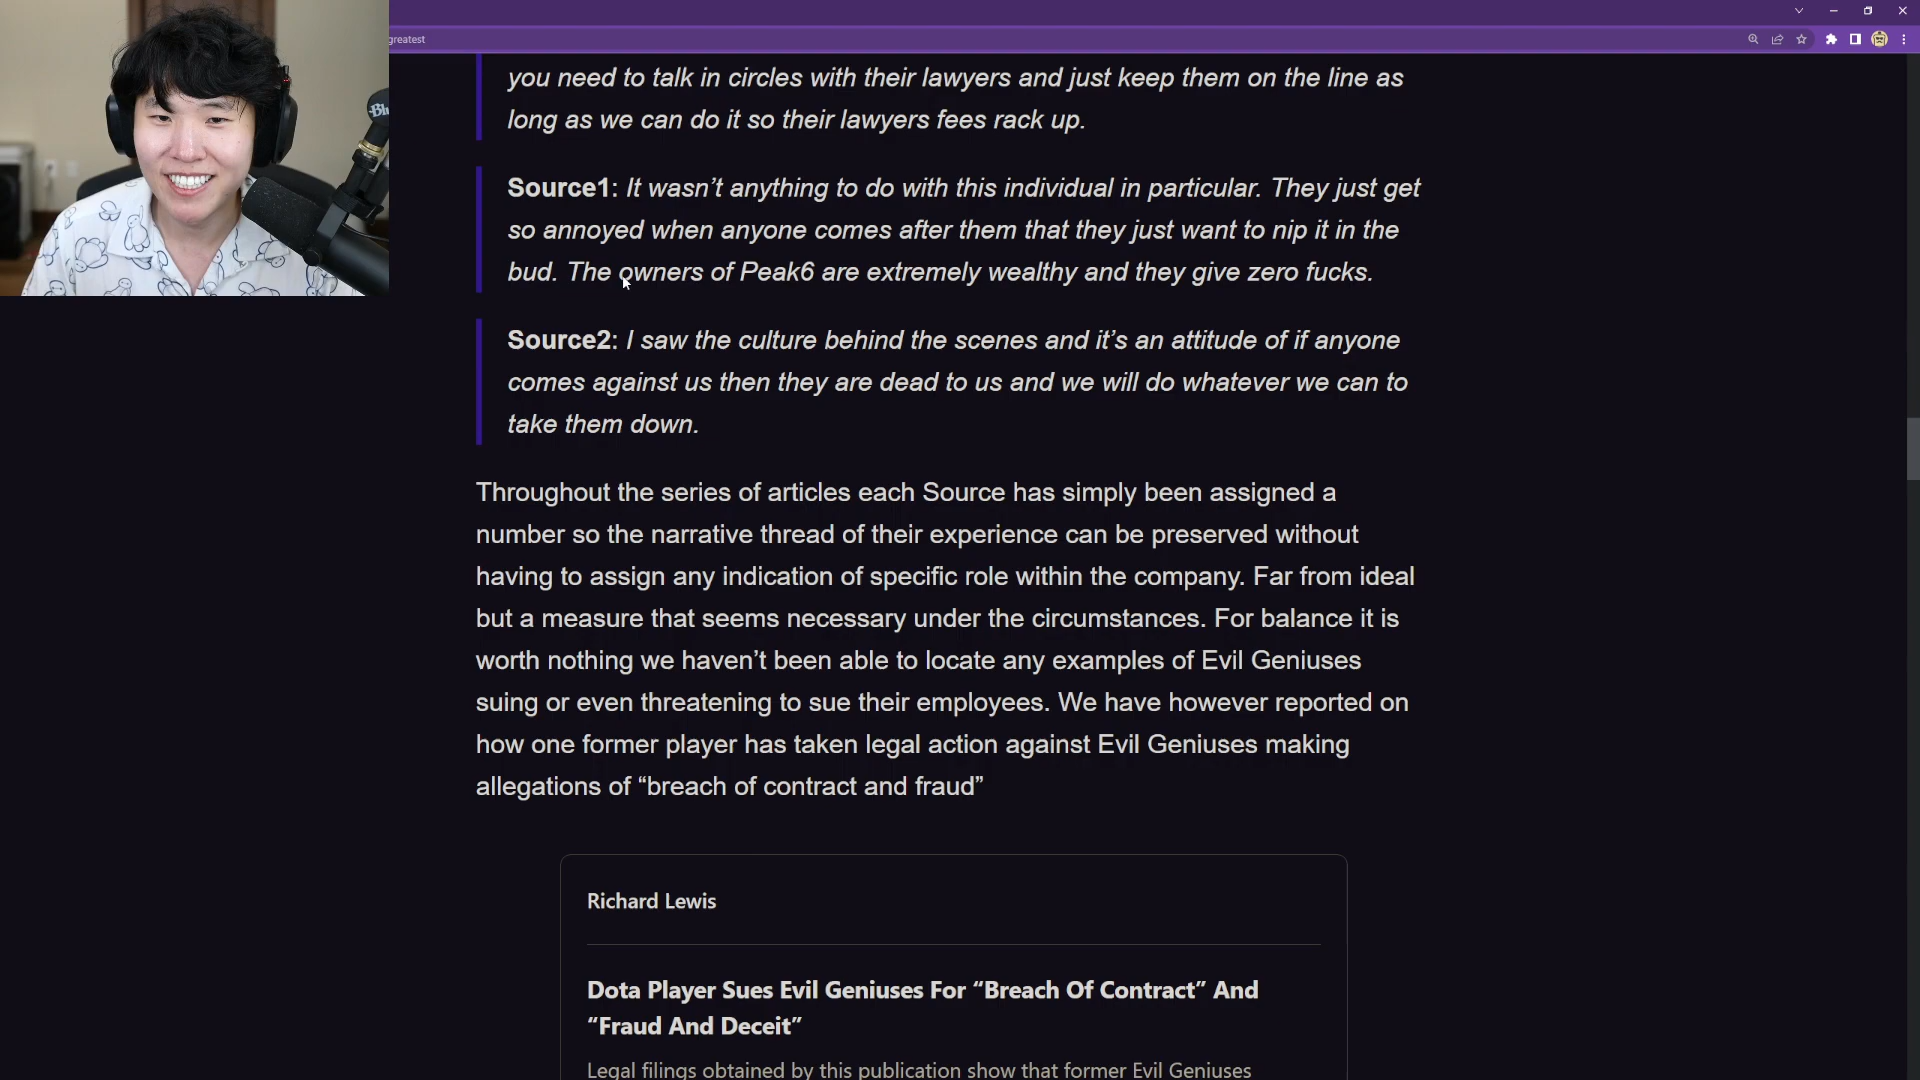 greatest
Blu
you need to talk in circles with their lawyers and just keep them on the line as
long as we can do it so their lawyers fees rack up.
Source1: It wasn’t anything to do with this individual in particular. They just get
so annoyed when anyone comes after them that they just want to nip it in the
bud. The owners of Peak6 are extremely wealthy and they give zero fucks.
Source2: I saw the culture behind the scenes and it’s an attitude of if anyone
comes against us then they are dead to us and we will do whatever we can to
take them down.
Throughout the series of articles each Source has simply been assigned a
number so the narrative thread of their experience can be preserved without
having to assign any indication of specific role within the company. Far from ideal
but a measure that seems necessary under the circumstances. For balance it is
worth nothing we haven’t been able to locate any examples of Evil Geniuses
suing or even threatening to sue their employees. We have however reported on
how one former player has taken legal action against Evil Geniuses making
allegations of “breach of contract and fraud”
Richard Lewis
Dota Player Sues Evil Geniuses For “Breach Of Contract” And
“Fraud And Deceit”
Legal filings obtained by this publication show that former Evil Geniuses